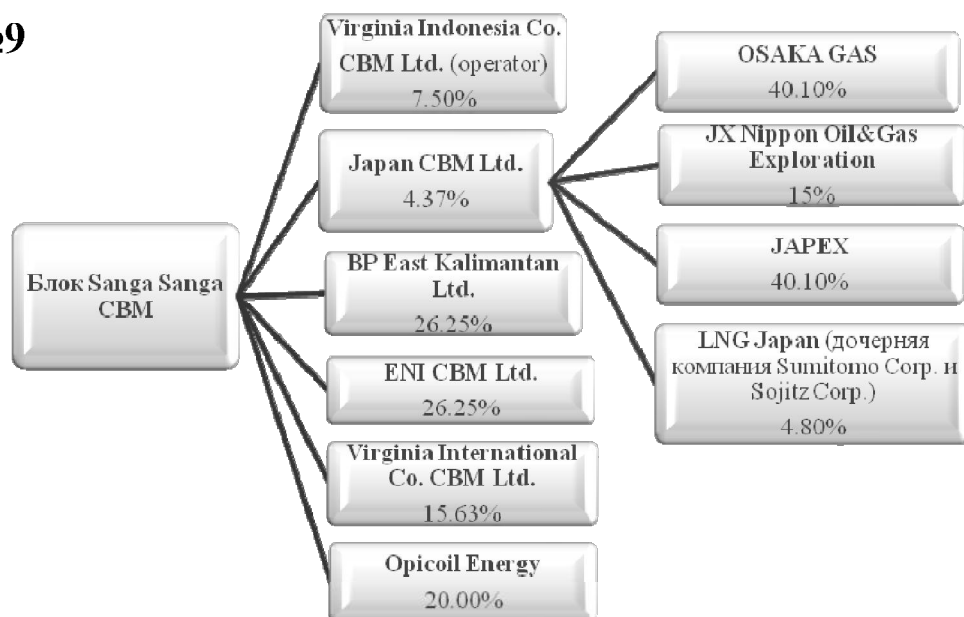 №9
Блок Sanga Sanga
CBM
Virginia Indonesia Co.
CBM Ltd. (operator)
7.50%
Japan CBM Ltd.
4.37%
BP East Kalimantan
Ltd.
26.25%
ENI CBM Ltd.
26.25%
Virginia International
Co. CBM Ltd.
15.63%
Opicoil Energy
20.00%
OSAKA GAS
40.10%
JX Nippon Oil&Gas
Exploration
15%
JAPEX
40.10%
LNG Japan (дочерняя
компания Sumitomo Corp. и
Sojitz Corp.)
4.80%